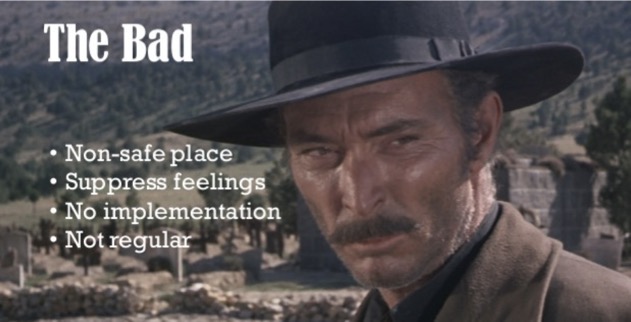 The Bad
• Non-safe place
• Suppress feelings
• No implementation
• Not regular